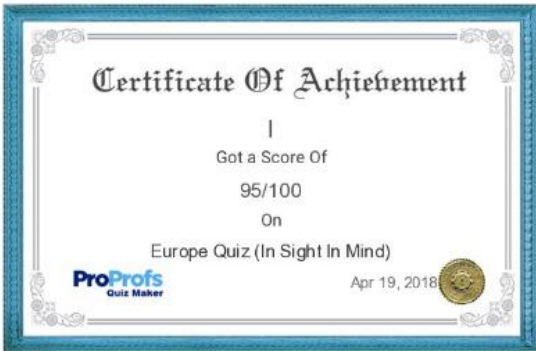 Certificate Of Achievement
I
Got a Score Of
95/100
On
Europe Quiz (In Sight In Mind)
ProProfs
Quiz Maker
Apr 19, 2018